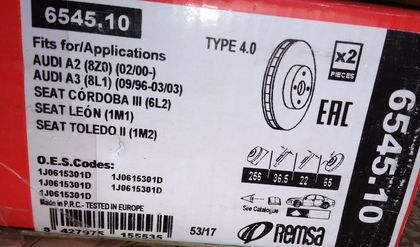 6545.10
Fits for/Applications
AUDI A2 (8Z0) (02/00-)
AUDI A3 (8L1) (09/96-03/03)
SEAT CÓRDOBA III (6L2)
SEAT LEÓN (1M1)
SEAT TOLEDO II (1M2)
TYPE 4.0
x2
PIECES
EAC
O.E.S.Codes:
1J0615301D 1J0615301D
1J0615301D 1J0615301D
1J0615301D
Made in P.R.C.- TESTED IN EUROPE
8 427975 155535
53/17
256 36.5 22 65
See Catalogue
Remsa
6545.10